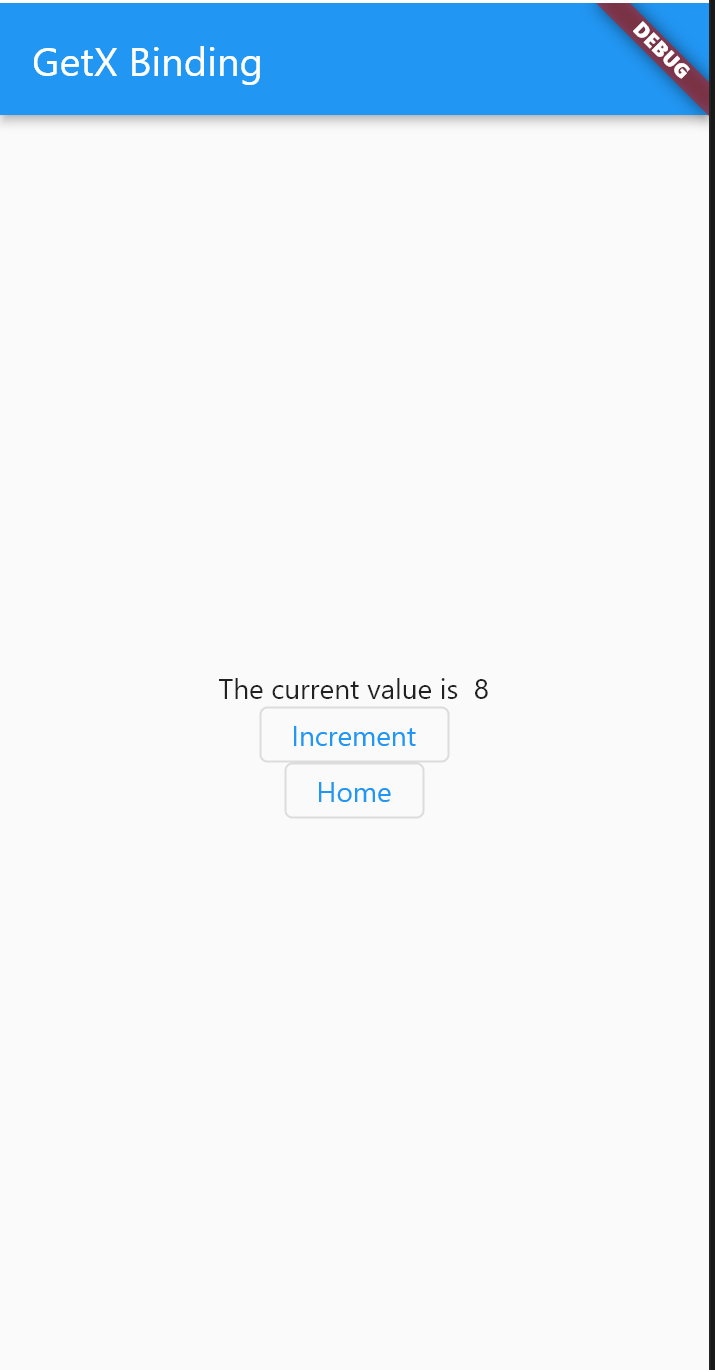 GetX Binding
DEBUG
The current value is  8
Increment
Home